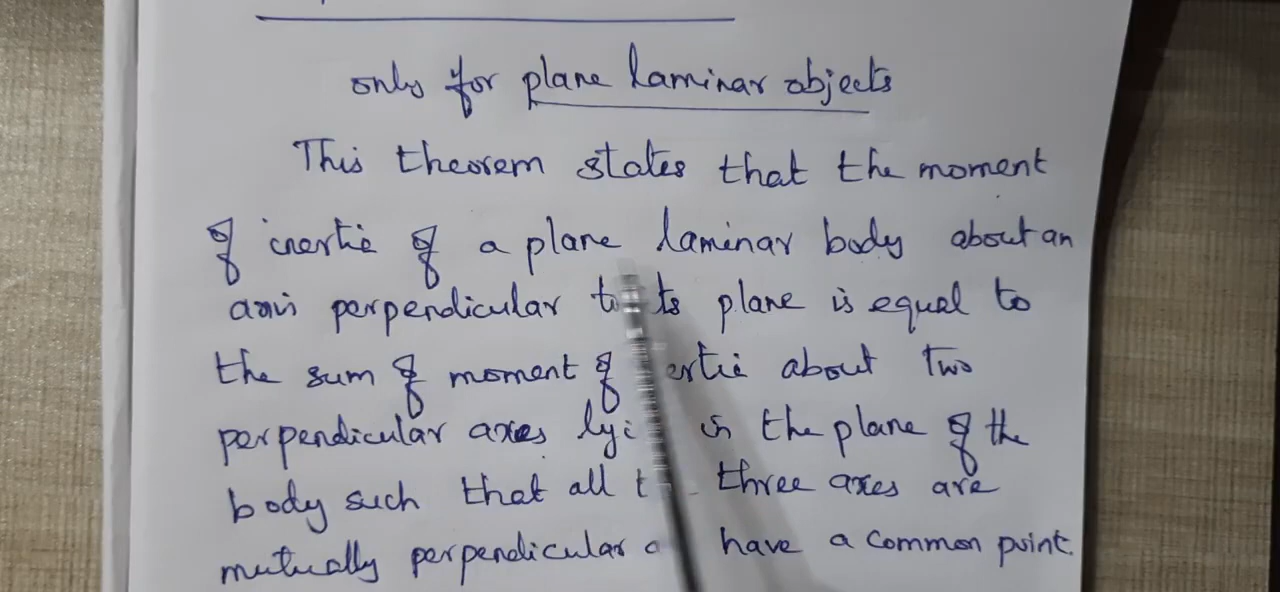 only for plane laminar objects
This theorem states that the moment
of inertia of a plane laminar body about an
axis perpendicular to its plane is equal to
the sum of moment of about two
perpendicular axes in the plane of the
body such that all three axes are
mutually perpendicular have a common point.